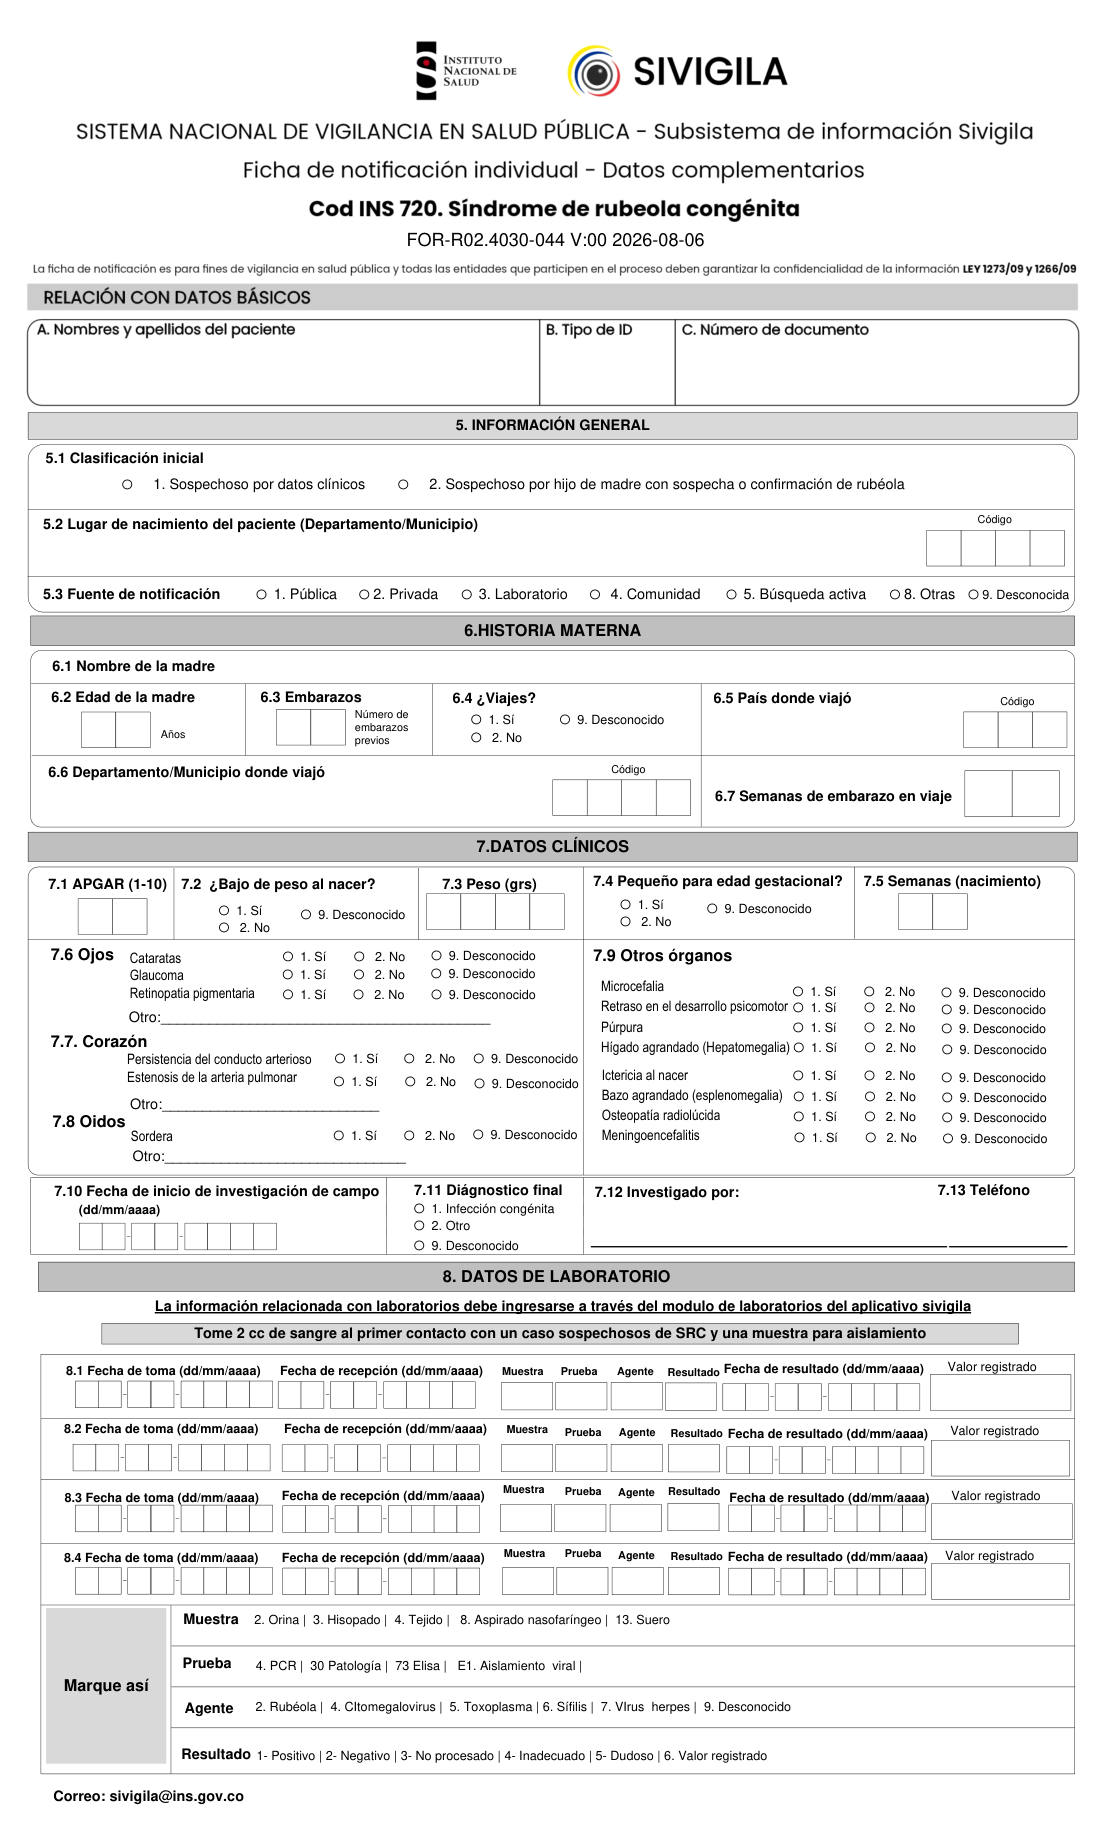 INSTITUTO
NACIONAL DE
SALUD
SIVIGILA
SISTEMA NACIONAL DE VIGILANCIA EN SALUD PÚBLICA - Subsistema de información Sivigila
Ficha de notificación individual - Datos complementarios
Cod INS 720. Síndrome de rubeola congénita
FOR-R02.4030-044 V:00 2026-08-06
La ficha de notificación es para fines de vigilancia en salud pública y todas las entidades que participen en el proceso deben garantizar la confidencialidad de la información LEY 1273/09 y 1266/09
RELACIÓN CON DATOS BÁSICOS
A. Nombres y apellidos del paciente B. Tipo de ID C. Número de documento
5. INFORMACIÓN GENERAL
5.1 Clasificación inicial
1. Sospechoso por datos clínicos 2. Sospechoso por hijo de madre con sospecha o confirmación de rubéola
5.2 Lugar de nacimiento del paciente (Departamento/Municipio) Código
5.3 Fuente de notificación 1. Pública 2. Privada 3. Laboratorio 4. Comunidad 5. Búsqueda activa 8. Otras 9. Desconocida
6.HISTORIA MATERNA
6.1 Nombre de la madre
6.2 Edad de la madre
Años
6.3 Embarazos
Número de
embarazos
previos
6.4 ¿Viajes?
1. Sí 9. Desconocido
2. No
6.5 País donde viajó Código
6.6 Departamento/Municipio donde viajó Código
6.7 Semanas de embarazo en viaje
7.DATOS CLÍNICOS
7.1 APGAR (1-10)
7.2 ¿Bajo de peso al nacer?
1. Sí 9. Desconocido
2. No
7.3 Peso (grs)
7.4 Pequeño para edad gestacional?
1. Sí 9. Desconocido
2. No
7.5 Semanas (nacimiento)
7.6 Ojos
Cataratas 1. Sí 2. No 9. Desconocido
Glaucoma 1. Sí 2. No 9. Desconocido
Retinopatia pigmentaria 1. Sí 2. No 9. Desconocido
Otro:_________________________________________
7.7. Corazón
Persistencia del conducto arterioso 1. Sí 2. No 9. Desconocido
Estenosis de la arteria pulmonar 1. Sí 2. No 9. Desconocido
Otro:___________________________
7.8 Oidos
Sordera 1. Sí 2. No 9. Desconocido
Otro:______________________________
7.9 Otros órganos
Microcefalia 1. Sí 2. No 9. Desconocido
Retraso en el desarrollo psicomotor 1. Sí 2. No 9. Desconocido
Púrpura 1. Sí 2. No 9. Desconocido
Hígado agrandado (Hepatomegalia) 1. Sí 2. No 9. Desconocido
Ictericia al nacer 1. Sí 2. No 9. Desconocido
Bazo agrandado (esplenomegalia) 1. Sí 2. No 9. Desconocido
Osteopatía radiolúcida 1. Sí 2. No 9. Desconocido
Meningoencefalitis 1. Sí 2. No 9. Desconocido
7.10 Fecha de inicio de investigación de campo
(dd/mm/aaaa)
- -
7.11 Diágnostico final
1. Infección congénita
2. Otro
9. Desconocido
7.12 Investigado por: 7.13 Teléfono
8. DATOS DE LABORATORIO
La información relacionada con laboratorios debe ingresarse a través del modulo de laboratorios del aplicativo sivigila
Tome 2 cc de sangre al primer contacto con un caso sospechosos de SRC y una muestra para aislamiento
8.1 Fecha de toma (dd/mm/aaaa) Fecha de recepción (dd/mm/aaaa) Muestra Prueba Agente Resultado Fecha de resultado (dd/mm/aaaa) Valor registrado
8.2 Fecha de toma (dd/mm/aaaa) Fecha de recepción (dd/mm/aaaa) Muestra Prueba Agente Resultado Fecha de resultado (dd/mm/aaaa) Valor registrado
8.3 Fecha de toma (dd/mm/aaaa) Fecha de recepción (dd/mm/aaaa) Muestra Prueba Agente Resultado Fecha de resultado (dd/mm/aaaa) Valor registrado
8.4 Fecha de toma (dd/mm/aaaa) Fecha de recepción (dd/mm/aaaa) Muestra Prueba Agente Resultado Fecha de resultado (dd/mm/aaaa) Valor registrado
Marque así
Muestra 2. Orina | 3. Hisopado | 4. Tejido | 8. Aspirado nasofaríngeo | 13. Suero
Prueba 4. PCR | 30 Patología | 73 Elisa | E1. Aislamiento viral |
Agente 2. Rubéola | 4. CItomegalovirus | 5. Toxoplasma | 6. Sífilis | 7. VIrus herpes | 9. Desconocido
Resultado 1- Positivo | 2- Negativo | 3- No procesado | 4- Inadecuado | 5- Dudoso | 6. Valor registrado
Correo: sivigila@ins.gov.co